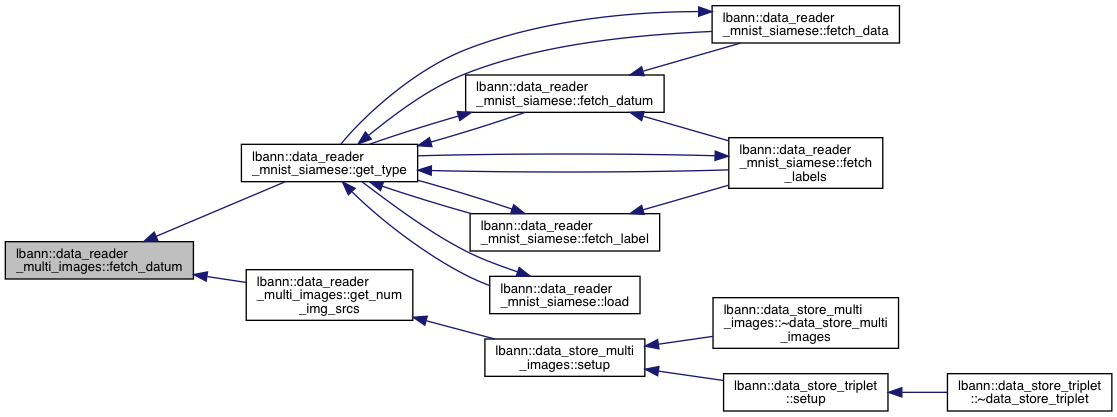 lbann::data_reader
_mnist_siamese::fetch_data
lbann::data_reader
_mnist_siamese::fetch_datum
lbann::data_reader
_mnist_siamese::fetch
_labels
lbann::data_reader
_mnist_siamese::get_type
lbann::data_reader
_mnist_siamese::fetch_label
lbann::data_reader
_multi_images::fetch_datum
lbann::data_reader
_multi_images::get_num
_img_srcs
lbann::data_reader
_mnist_siamese::load
lbann::data_store_multi
_images::~data_store_multi
_images
lbann::data_store_multi
_images::setup
lbann::data_store_triplet
::setup
lbann::data_store_triplet
::~data_store_triplet